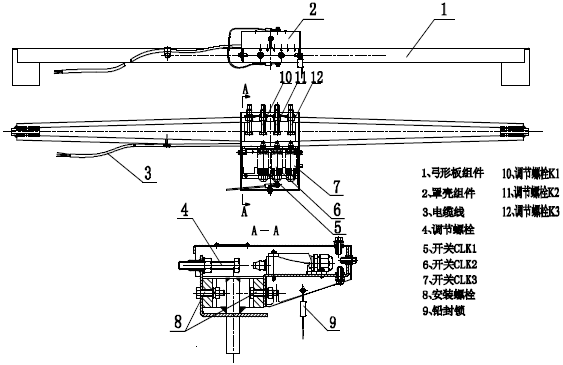 2
1
A
10
11
12
3
7
6
5
A
A-A
4
8
9
1、弓形板组件
2、罩壳组件
3、电缆线
4、调节螺栓
5、开关CLK1
6、开关CLK2
7、开关CLK3
8、安装螺栓
9、铅封锁
10、调节螺栓K1
11、调节螺栓K2
12、调节螺栓K3